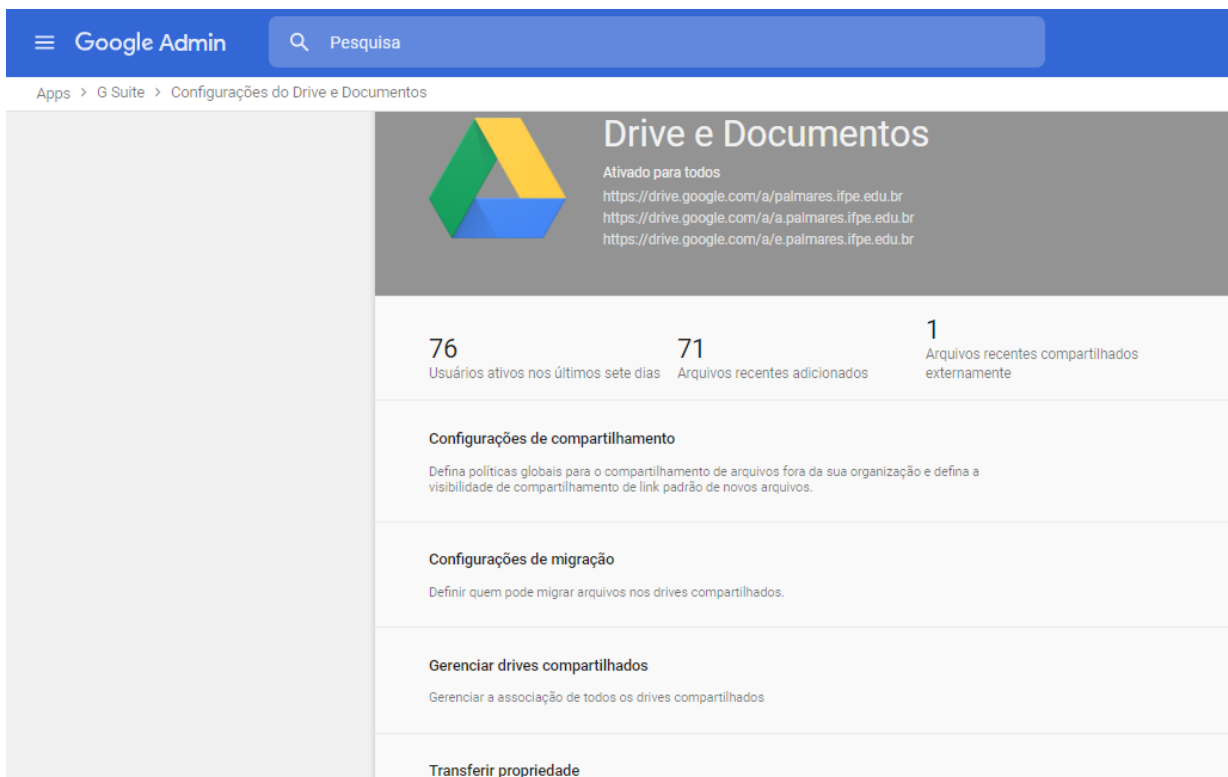 Google Admin
Pesquisa
Apps > G Suite > Configurações do Drive e Documentos
Drive e Documentos
Ativado para todos
https://drive.google.com/a/palmares.ifpe.edu.br
https://drive.google.com/a/a.palmares.ifpe.edu.br
https://drive.google.com/a/e.palmares.ifpe.edu.br
76
Usuários ativos nos últimos sete dias
71
Arquivos recentes adicionados
1
Arquivos recentes compartilhados
externamente
Configurações de compartilhamento
Defina políticas globais para o compartilhamento de arquivos fora da sua organização e defina a
visibilidade de compartilhamento de link padrão de novos arquivos.
Configurações de migração
Definir quem pode migrar arquivos nos drives compartilhados.
Gerenciar drives compartilhados
Gerenciar a associação de todos os drives compartilhados
Transferir propriedade